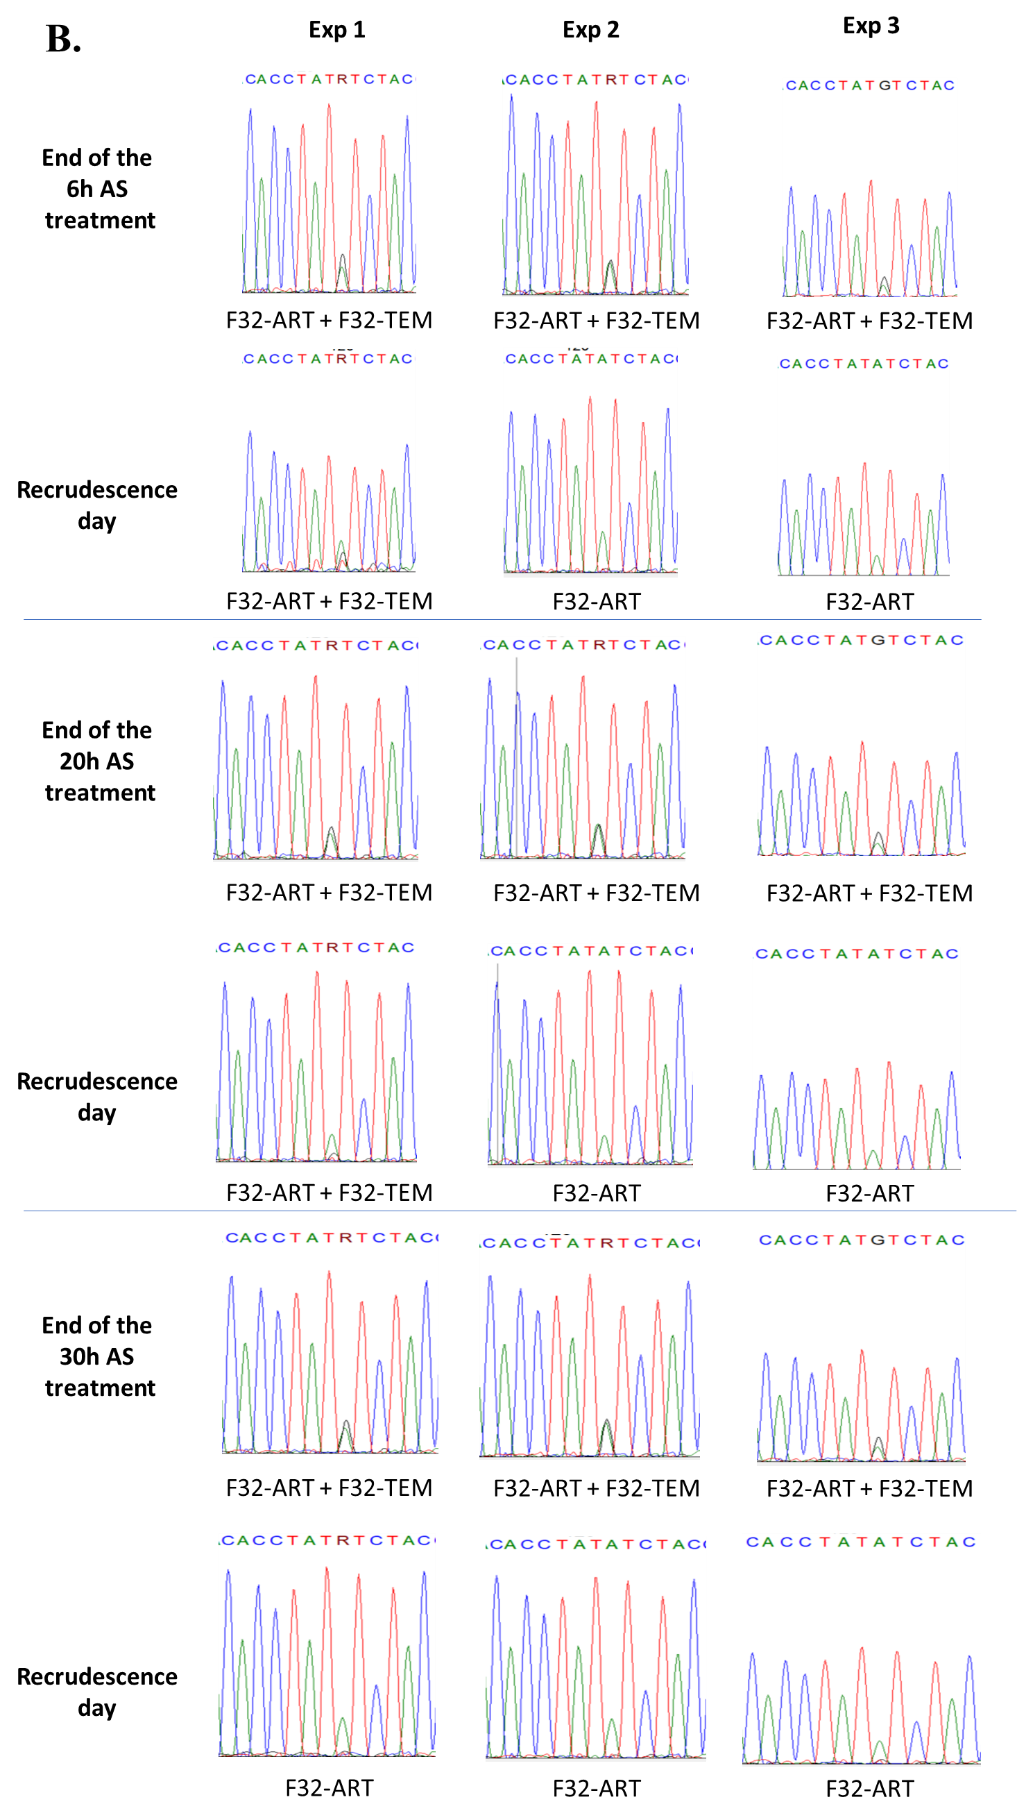 B.
Exp 1
Exp 2
Exp 3
CACCTATRTCTAC
CACCTATRTCTAC
CACCTATGTCTAC
End of the
6h AS
treatment
F32-ART + F32-TEM
F32-ART + F32-TEM
F32-ART + F32-TEM
CACCTATRTCTAC
CACCTATATCTAC
CACCTATATCTAC
Recrudescence
day
F32-ART + F32-TEM
F32-ART
F32-ART
CACCTATRTCTAC
CACCTATRTCTAC
CACCTATGTCTAC
End of the
20h AS
treatment
F32-ART + F32-TEM
F32-ART + F32-TEM
F32-ART + F32-TEM
CACCTATRTCTAC
CACCTATATCTAC
CACCTATATCTAC
Recrudescence
day
F32-ART + F32-TEM
F32-ART
F32-ART
CACCTATRTCTAC
CACCTATRTCTAC
CACCTATGTCTAC
End of the
30h AS
treatment
F32-ART + F32-TEM
F32-ART + F32-TEM
F32-ART + F32-TEM
CACCTATRTCTAC
CACCTATATCTAC
CACCTATATCTAC
Recrudescence
day
F32-ART
F32-ART
F32-ART